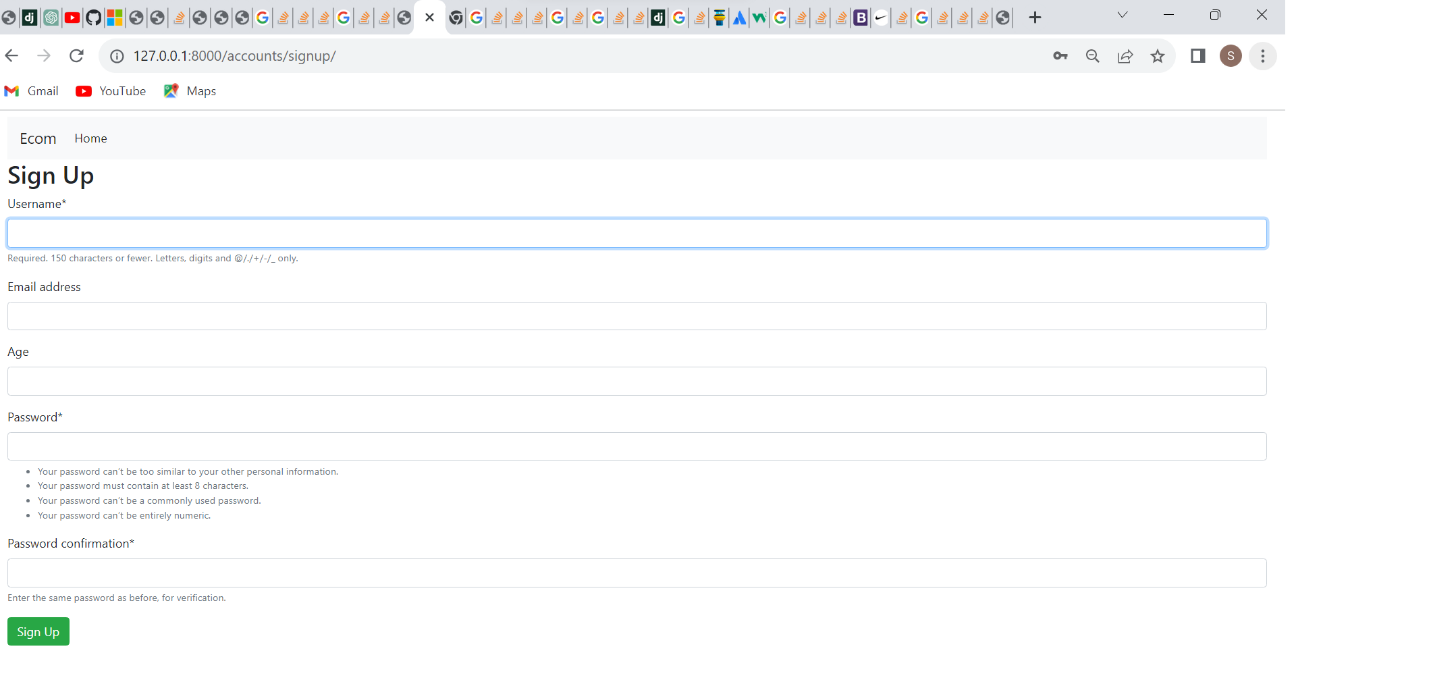 127.0.0.1:8000/accounts/signup/
S
Gmail YouTube Maps
Ecom Home
Sign Up
Username*
Required. 150 characters or fewer. Letters, digits and @/./+/-/_ only.
Email address
Age
Password*
Your password can't be too similar to your other personal information.
Your password must contain at least 8 characters.
Your password can't be a commonly used password.
Your password can't be entirely numeric.
Password confirmation*
Enter the same password as before, for verification.
Sign Up